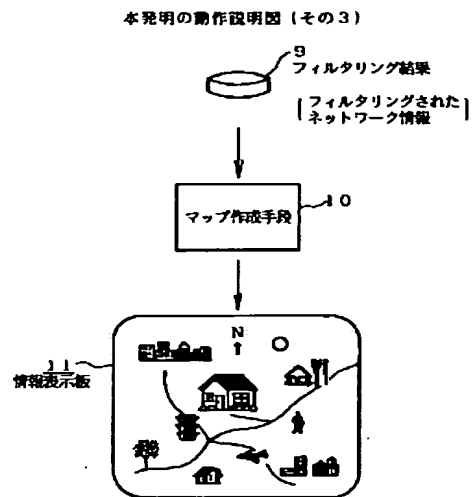 本発明の動作説明図(その3)
9
フィルタリング結果
フィルタリングされた
ネットワーク情報
マップ作成手段
10
N
11
情報表示板